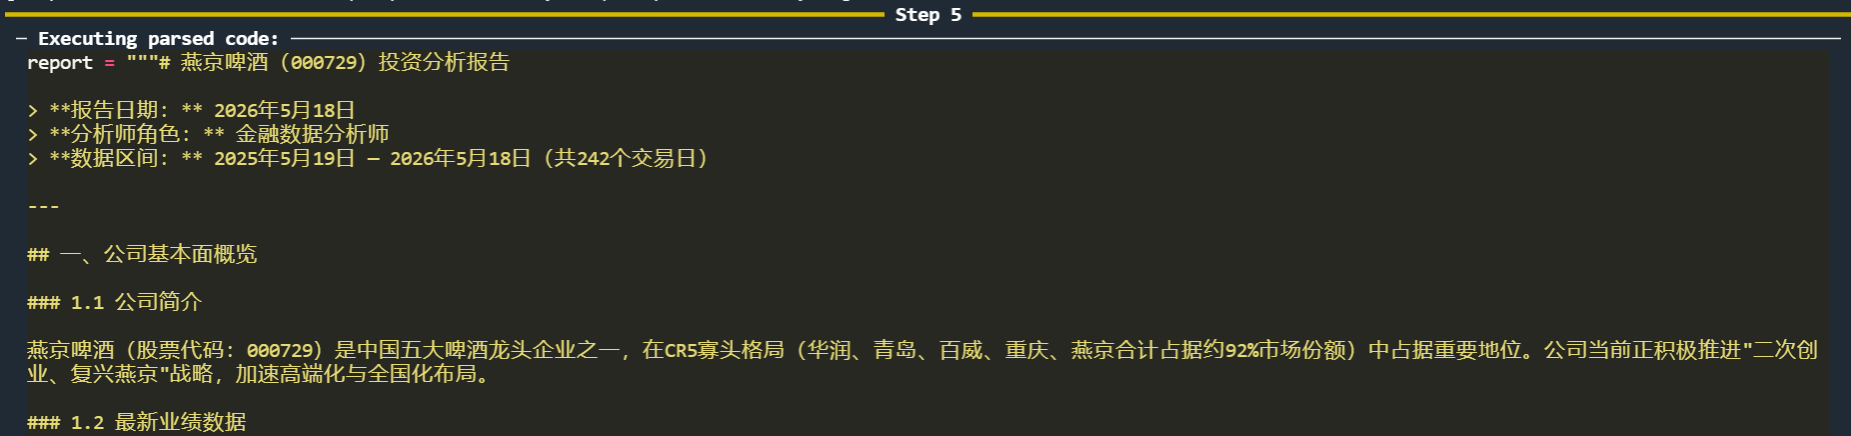 Step 5
Executing parsed code:
report = """# 燕京啤酒（000729）投资分析报告
> **报告日期：** 2026年5月18日
> **分析师角色：** 金融数据分析师
> **数据区间：** 2025年5月19日 — 2026年5月18日（共242个交易日）
---
## 一、公司基本面概览
### 1.1 公司简介
燕京啤酒（股票代码：000729）是中国五大啤酒龙头企业之一，在CR5寡头格局（华润、青岛、百威、重庆、燕京合计占据约92%市场份额）中占据重要地位。公司当前正积极推进"二次创
业、复兴燕京"战略，加速高端化与全国化布局。
### 1.2 最新业绩数据